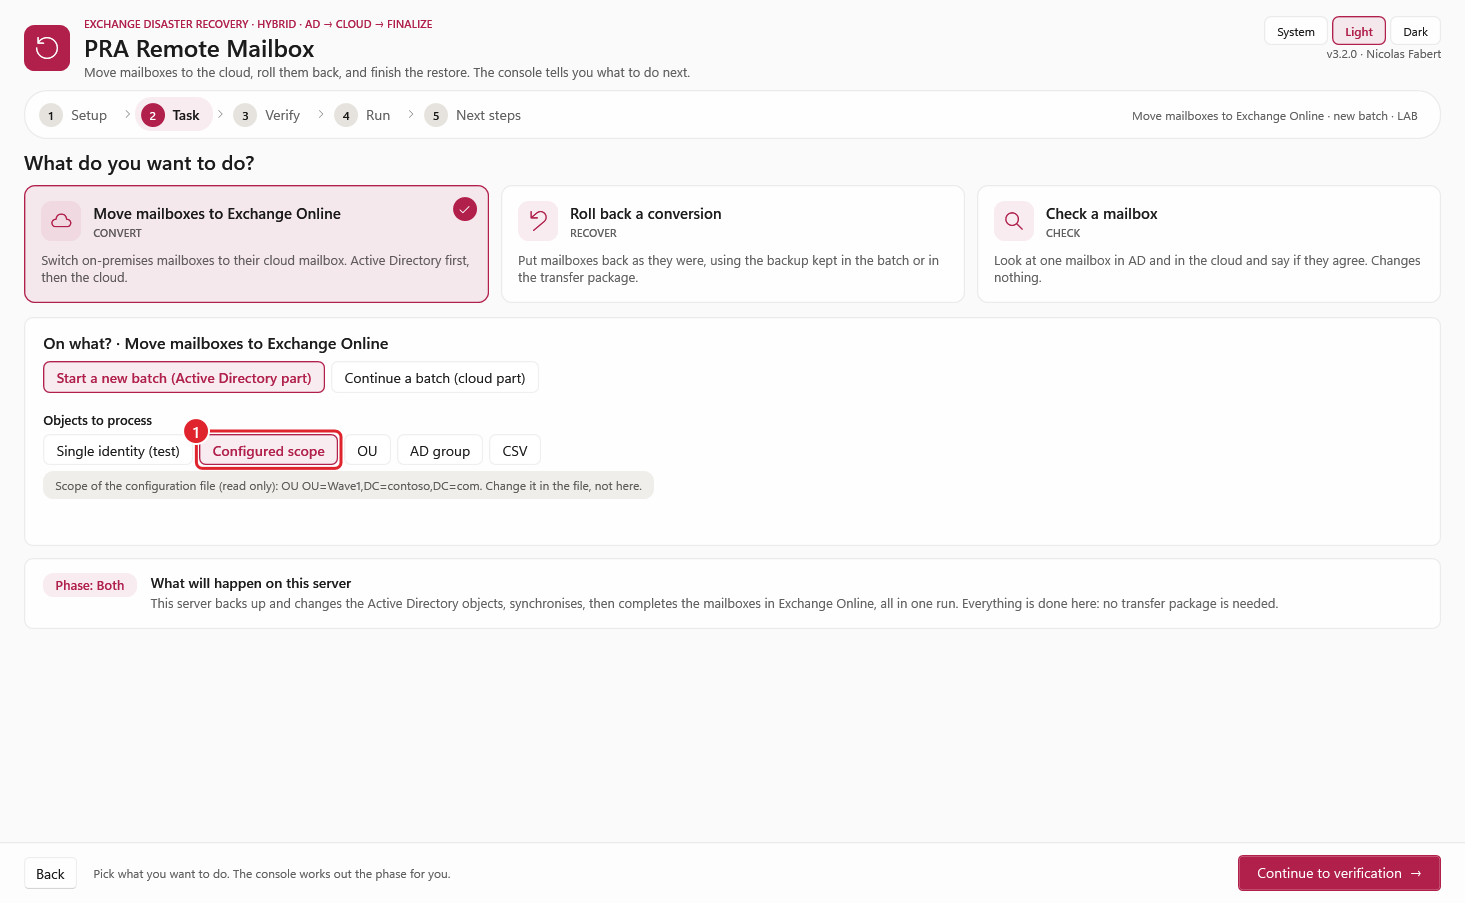 EXCHANGE DISASTER RECOVERY · HYBRID · AD → CLOUD → FINALIZE
PRA Remote Mailbox
Move mailboxes to the cloud, roll them back, and finish the restore. The console tells you what to do next.
System
Light
Dark
v3.2.0 · Nicolas Fabert
1 Setup
2 Task
3 Verify
4 Run
5 Next steps
Move mailboxes to Exchange Online · new batch · LAB
What do you want to do?
Move mailboxes to Exchange Online
CONVERT
Switch on-premises mailboxes to their cloud mailbox. Active Directory first,
then the cloud.
Roll back a conversion
RECOVER
Put mailboxes back as they were, using the backup kept in the batch or in
the transfer package.
Check a mailbox
CHECK
Look at one mailbox in AD and in the cloud and say if they agree. Changes
nothing.
On what? · Move mailboxes to Exchange Online
Start a new batch (Active Directory part)
Continue a batch (cloud part)
Objects to process
1
Single identity (test)
Configured scope
OU
AD group
CSV
Scope of the configuration file (read only): OU OU=Wave1,DC=contoso,DC=com. Change it in the file, not here.
Phase: Both
What will happen on this server
This server backs up and changes the Active Directory objects, synchronises, then completes the mailboxes in Exchange Online, all in one run. Everything is done here: no transfer package is needed.
Back
Pick what you want to do. The console works out the phase for you.
Continue to verification →